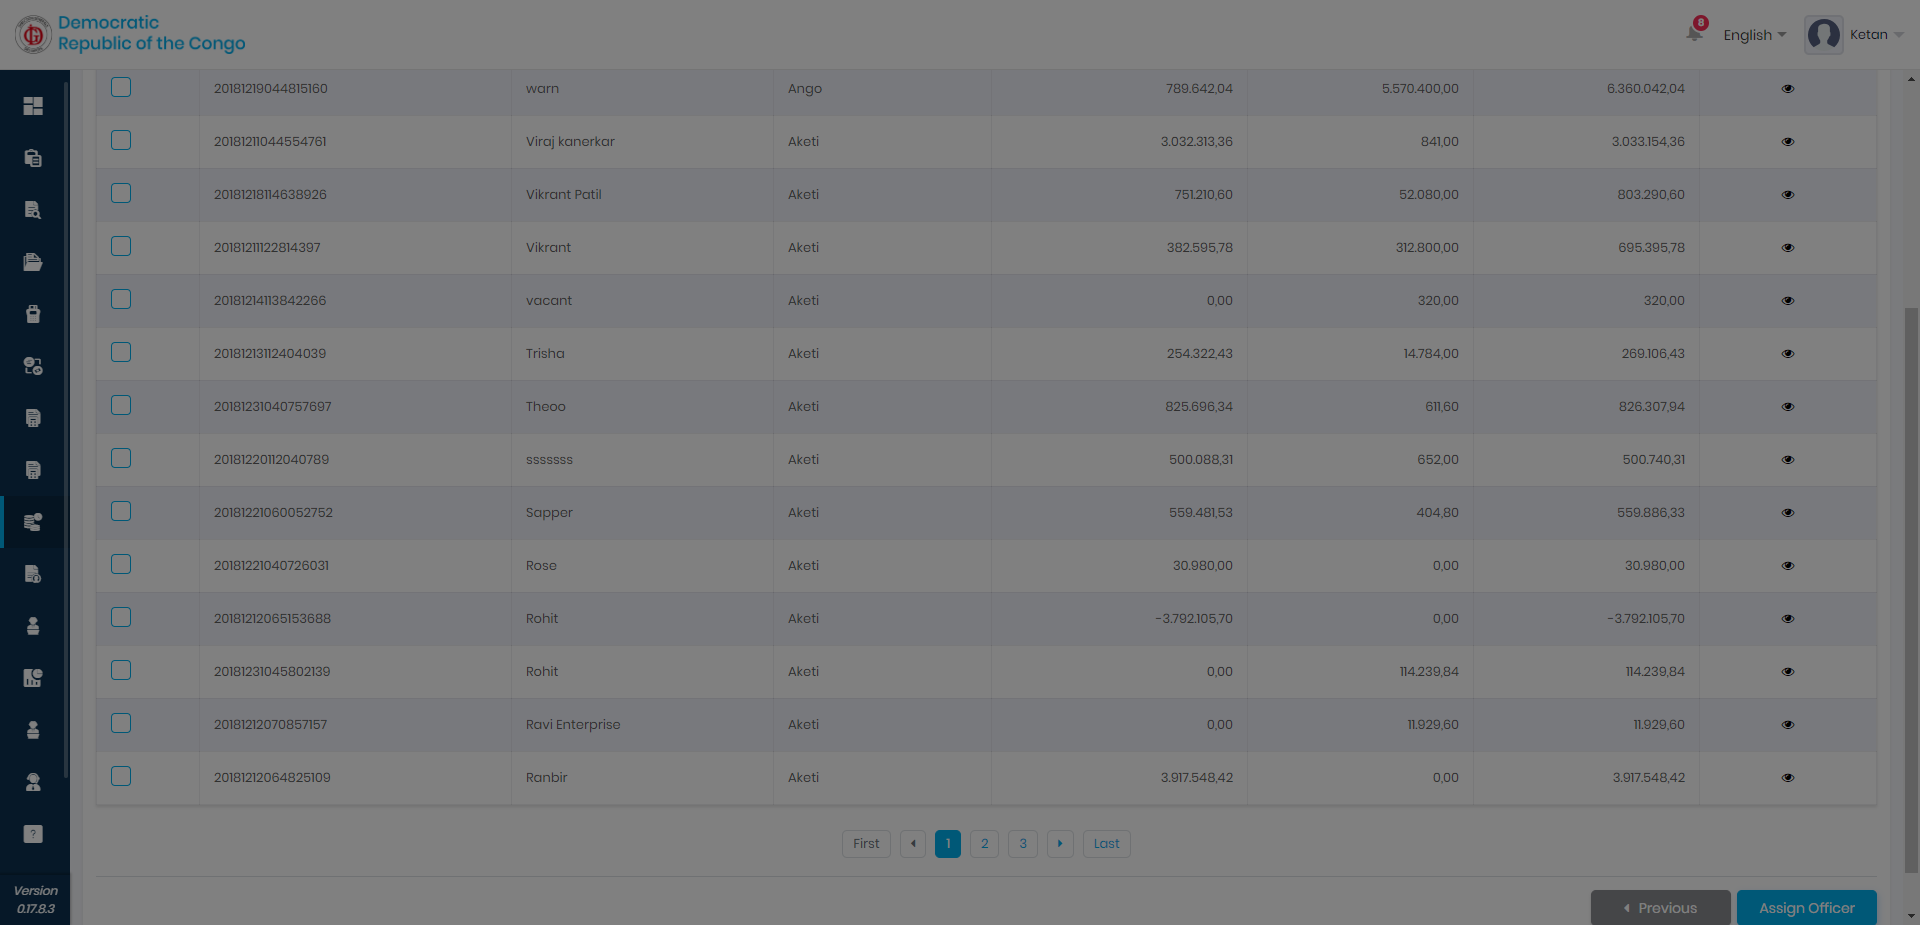 Democratic
Republic of the Congo
8
English
Ketan
20181219044815160 warn Ango 789.642,04 5.570.400,00 6.360.042,04
20181211044554761 Viraj kanerkar Aketi 3.032.313,36 841,00 3.033.154,36
20181218114638926 Vikrant Patil Aketi 751.210,60 52.080,00 803.290,60
20181211122814397 Vikrant Aketi 382.595,78 312.800,00 695.395,78
20181214113842266 vacant Aketi 0,00 320,00 320,00
20181213112404039 Trisha Aketi 254.322,43 14.784,00 269.106,43
20181231040757697 Theoo Aketi 825.696,34 611,60 826.307,94
20181220112040789 sssssss Aketi 500.088,31 652,00 500.740,31
20181221060052752 Sapper Aketi 559.481,53 404,80 559.886,33
20181221040726031 Rose Aketi 30.980,00 0,00 30.980,00
20181212065153688 Rohit Aketi -3.792.105,70 0,00 -3.792.105,70
20181231045802139 Rohit Aketi 0,00 114.239,84 114.239,84
20181212070857157 Ravi Enterprise Aketi 0,00 11.929,60 11.929,60
20181212064825109 Ranbir Aketi 3.917.548,42 0,00 3.917.548,42
First 1 2 3 Last
Version
0.17.8.3
Previous Assign Officer